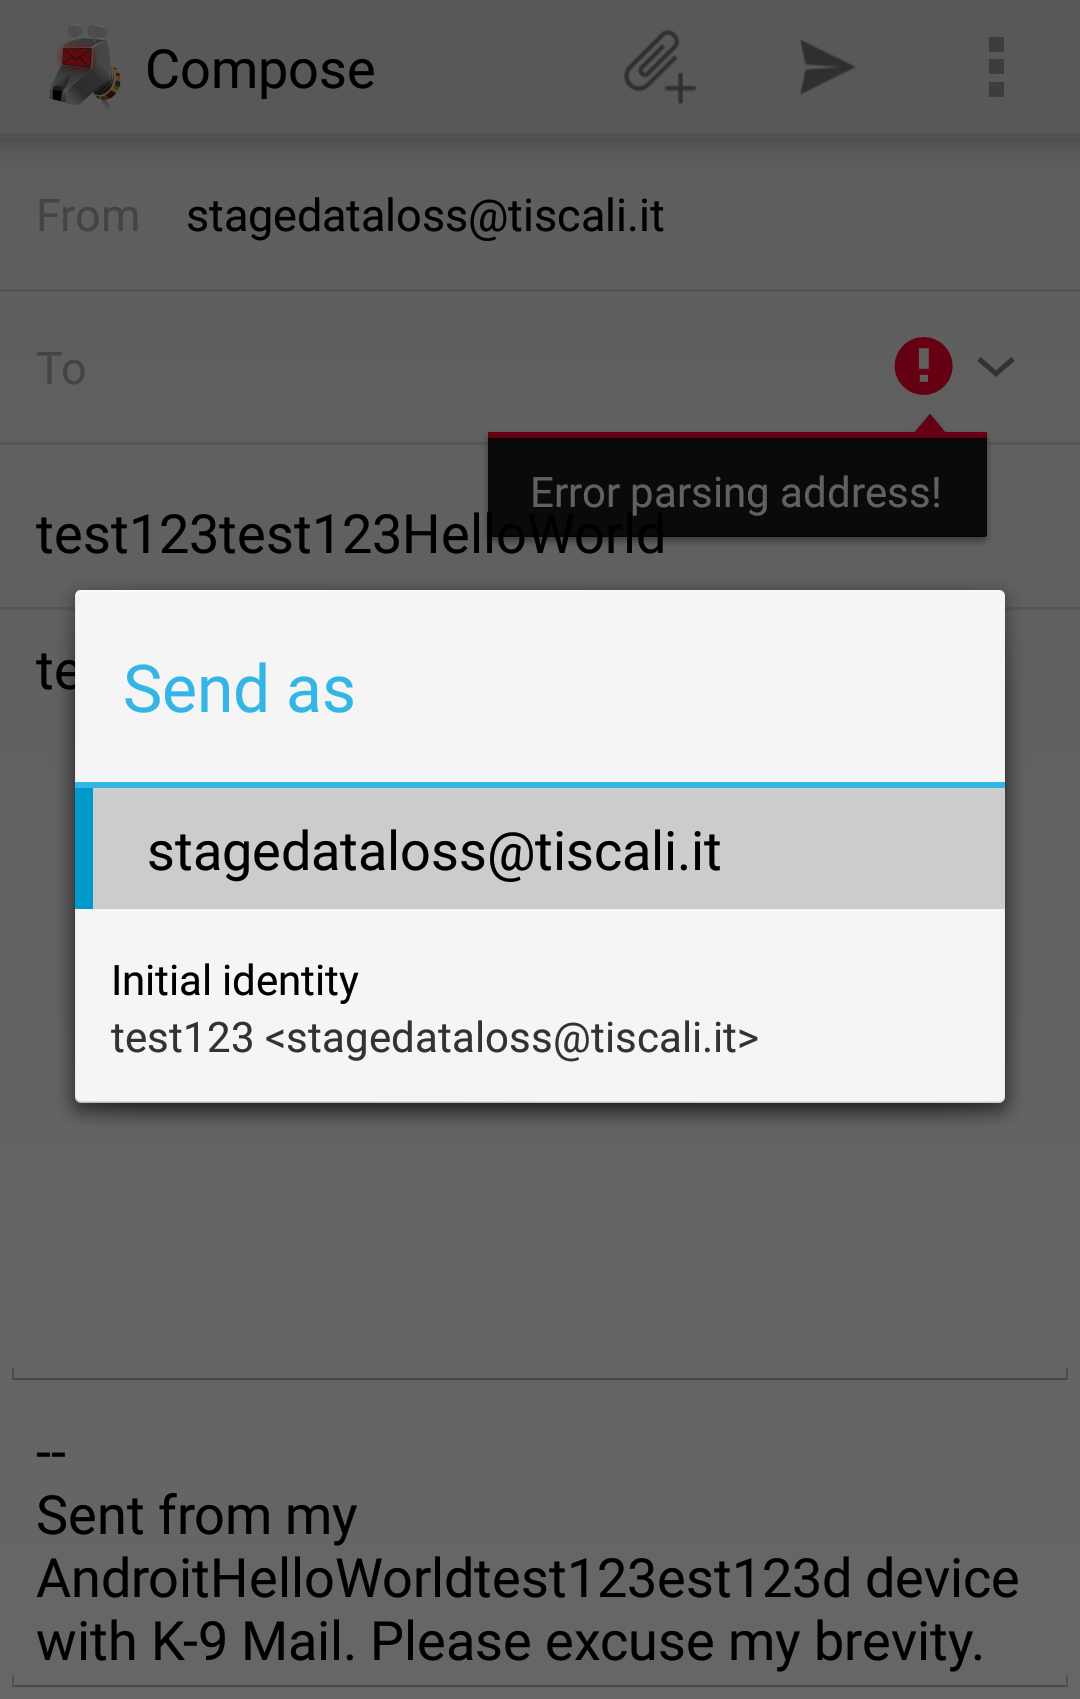 Compose
From stagedataloss@tiscali.it
To
Error parsing address!
test123test123HelloWorld
te
Send as
stagedataloss@tiscali.it
Initial identity
test123 <stagedataloss@tiscali.it>
--
Sent from my
AndroitHelloWorldtest123est123d device
with K-9 Mail. Please excuse my brevity.